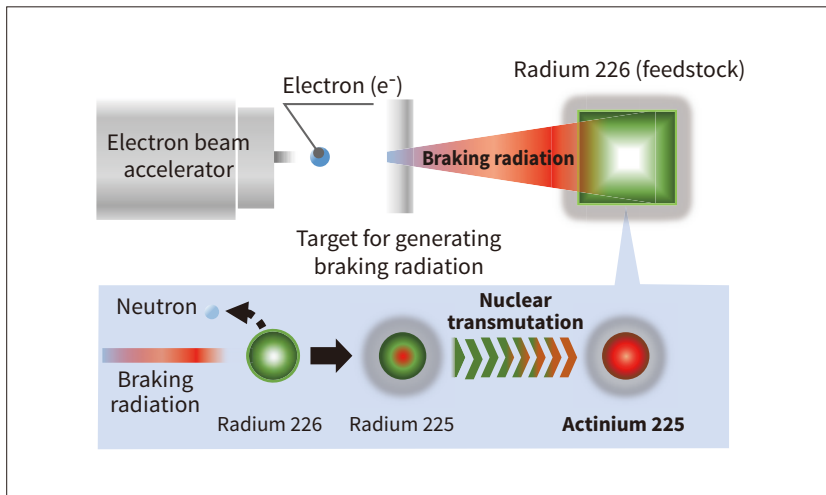 Radium 226 (feedstock)
Electron (e⁻)
Electron beam
accelerator
Braking radiation
Target for generating
braking radiation
Neutron
Nuclear
transmutation
Braking
radiation
Radium 226
Radium 225
Actinium 225